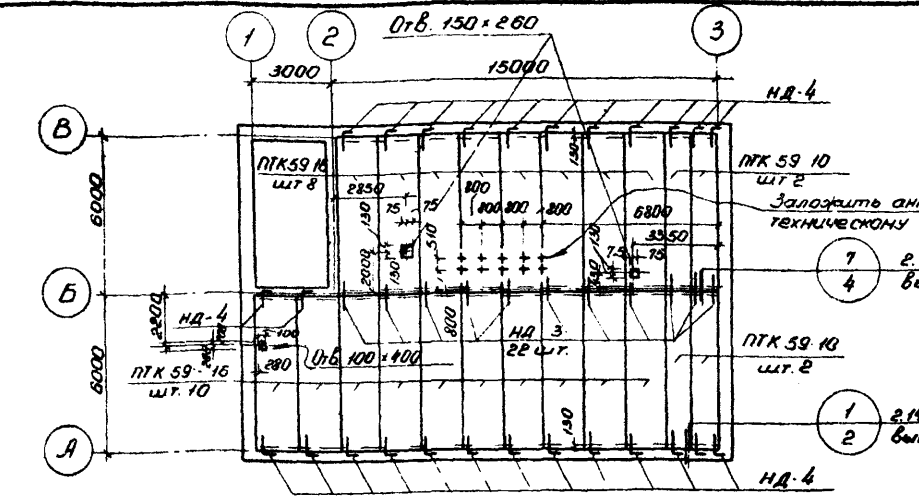 Отв. 150 × 260
1
2
3
3000
15000
НД-4
В
ПТК 59 16
шт 8
2850
800
130
ПТК 59 10
шт 2
6000
75
75
800
800
800
6800
Заложить
техническому
130
510
130
3350
2000
130
75
75
7
4
2.
Б
2200
НД-4
100
800
НД 3
22 шт.
280
Отв 100 × 400
ПТК 59-16
шт. 10
ПТК 59-10
шт. 2
6000
130
1
2
А
НД-4